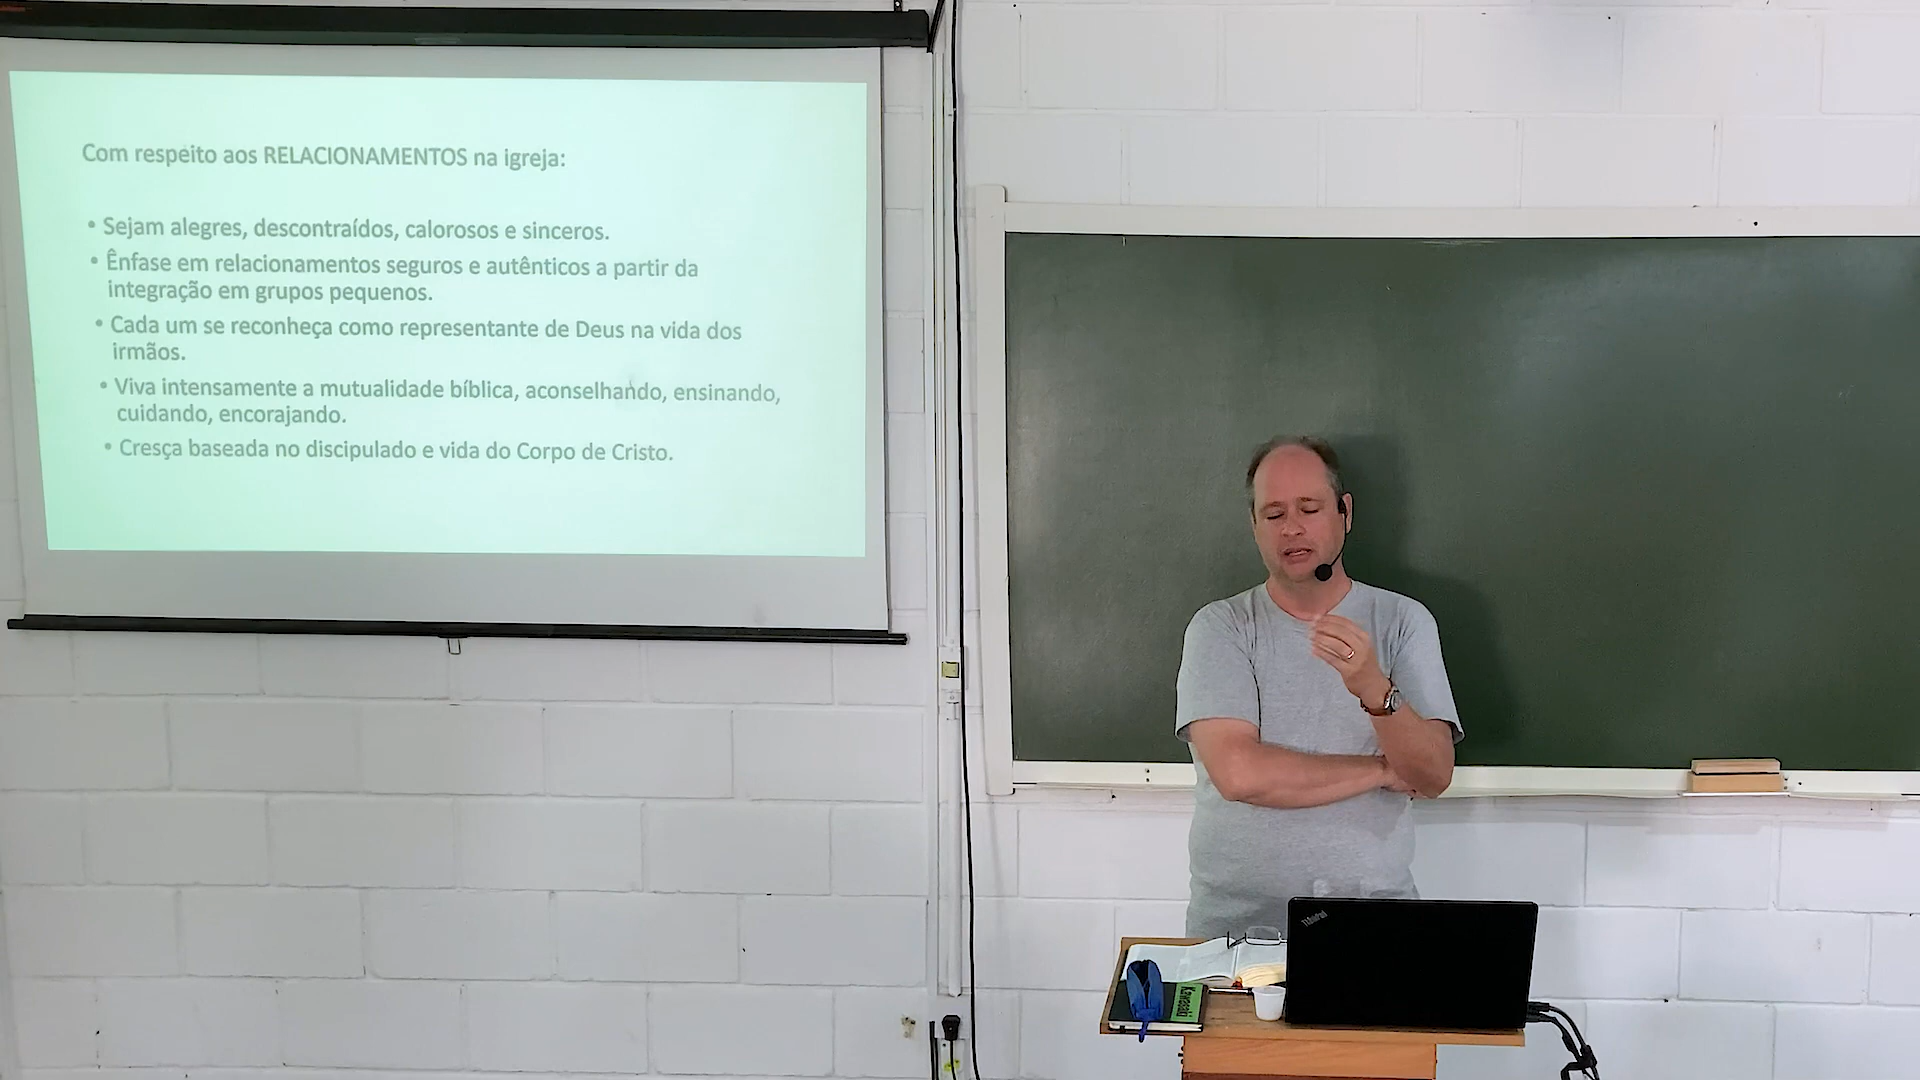 Com respeito aos RELACIONAMENTOS na igreja:
• Sejam alegres, descontraídos, calorosos e sinceros.
• Ênfase em relacionamentos seguros e autênticos a partir da
integração em grupos pequenos.
• Cada um se reconheça como representante de Deus na vida dos
irmãos.
• Viva intensamente a mutualidade bíblica, aconselhando, ensinando,
cuidando, encorajando.
• Cresça baseada no discipulado e vida do Corpo de Cristo.
ThinkPad
Kawasaki